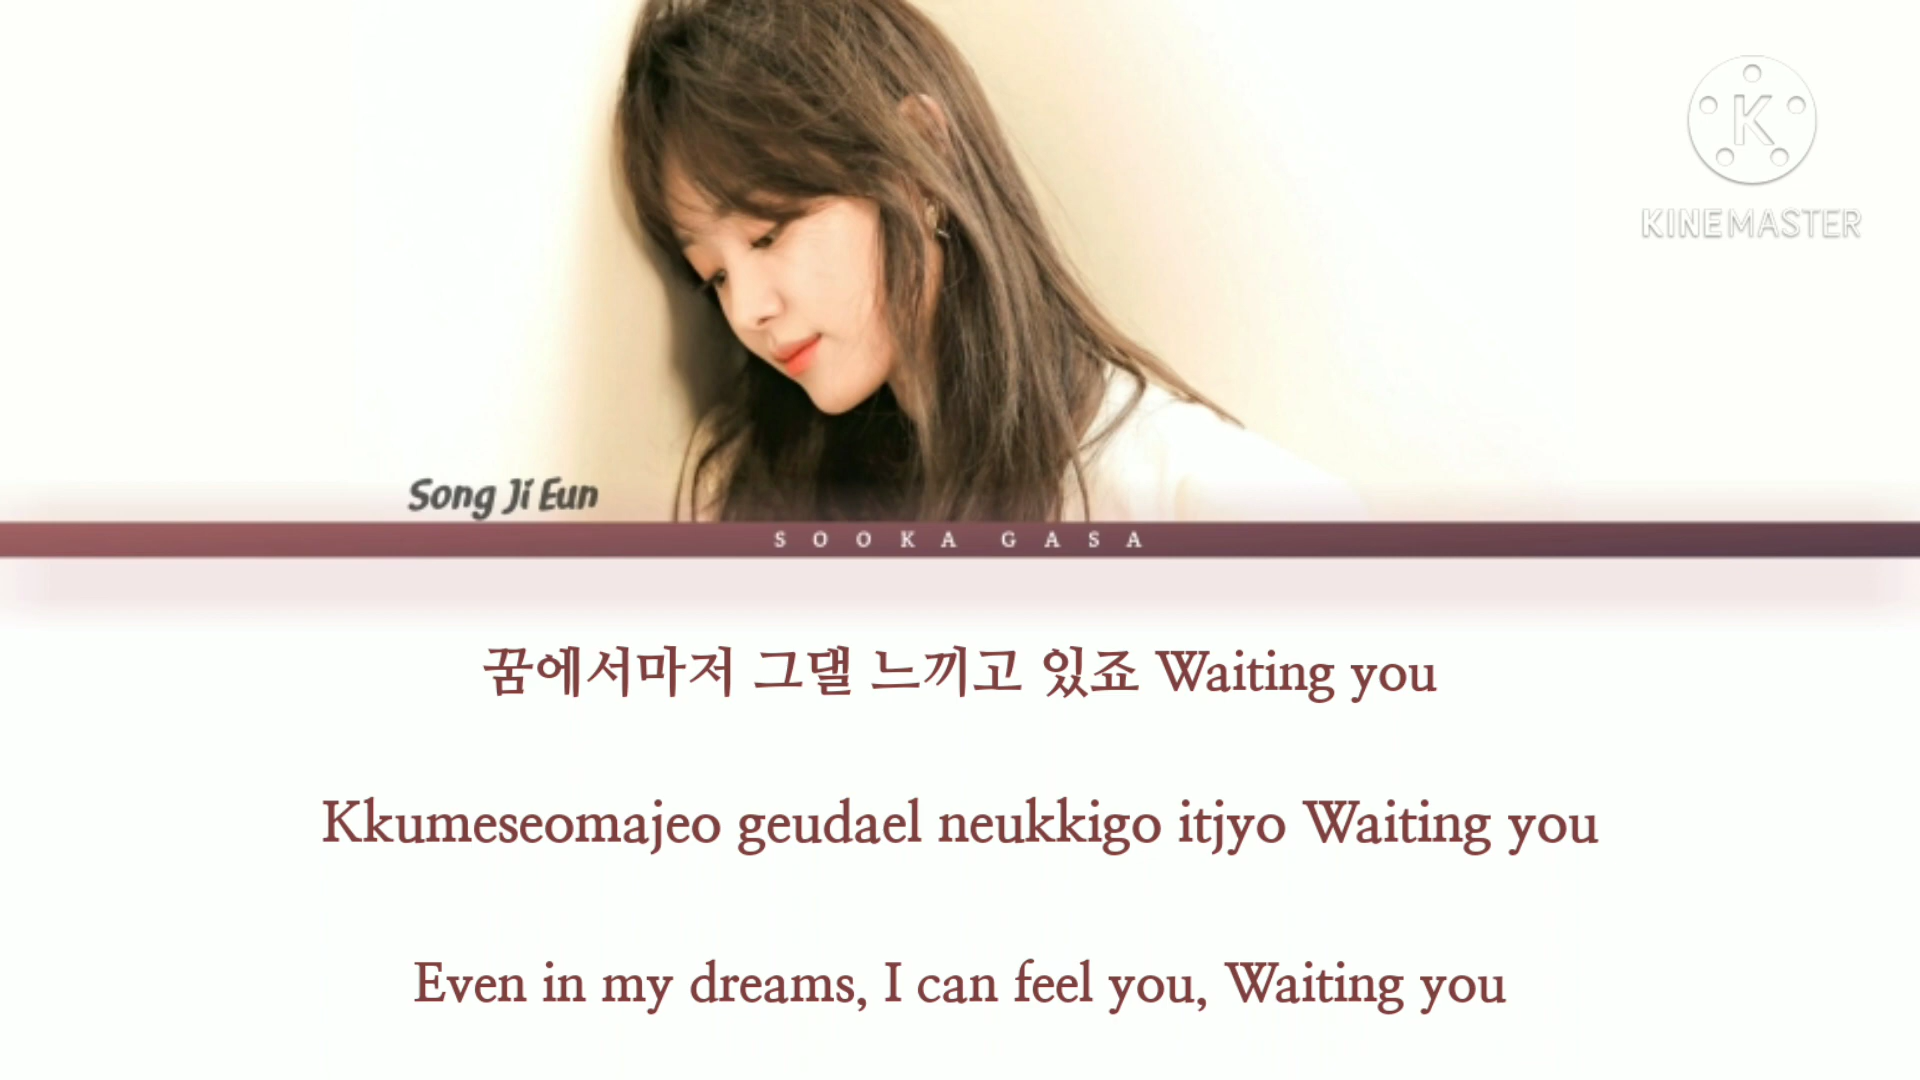 K
KINEMASTER
Song Ji Eun
SOOKA GASA
꿈에서마저 그댈 느끼고 있죠 Waiting you
Kkumeseomajeo geudael neukkigo itjyo Waiting you
Even in my dreams, I can feel you, Waiting you